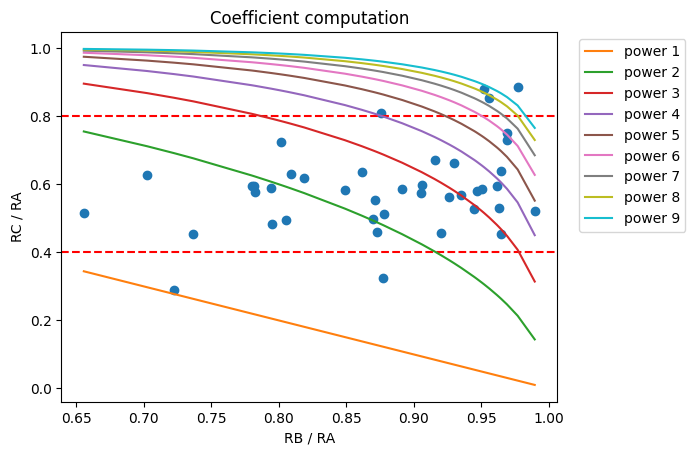 Coefficient computation
RC / RA
1.0
0.8
0.6
0.4
0.2
0.0
0.65
0.70
0.75
0.80
0.85
0.90
0.95
1.00
RB / RA
power 1
power 2
power 3
power 4
power 5
power 6
power 7
power 8
power 9